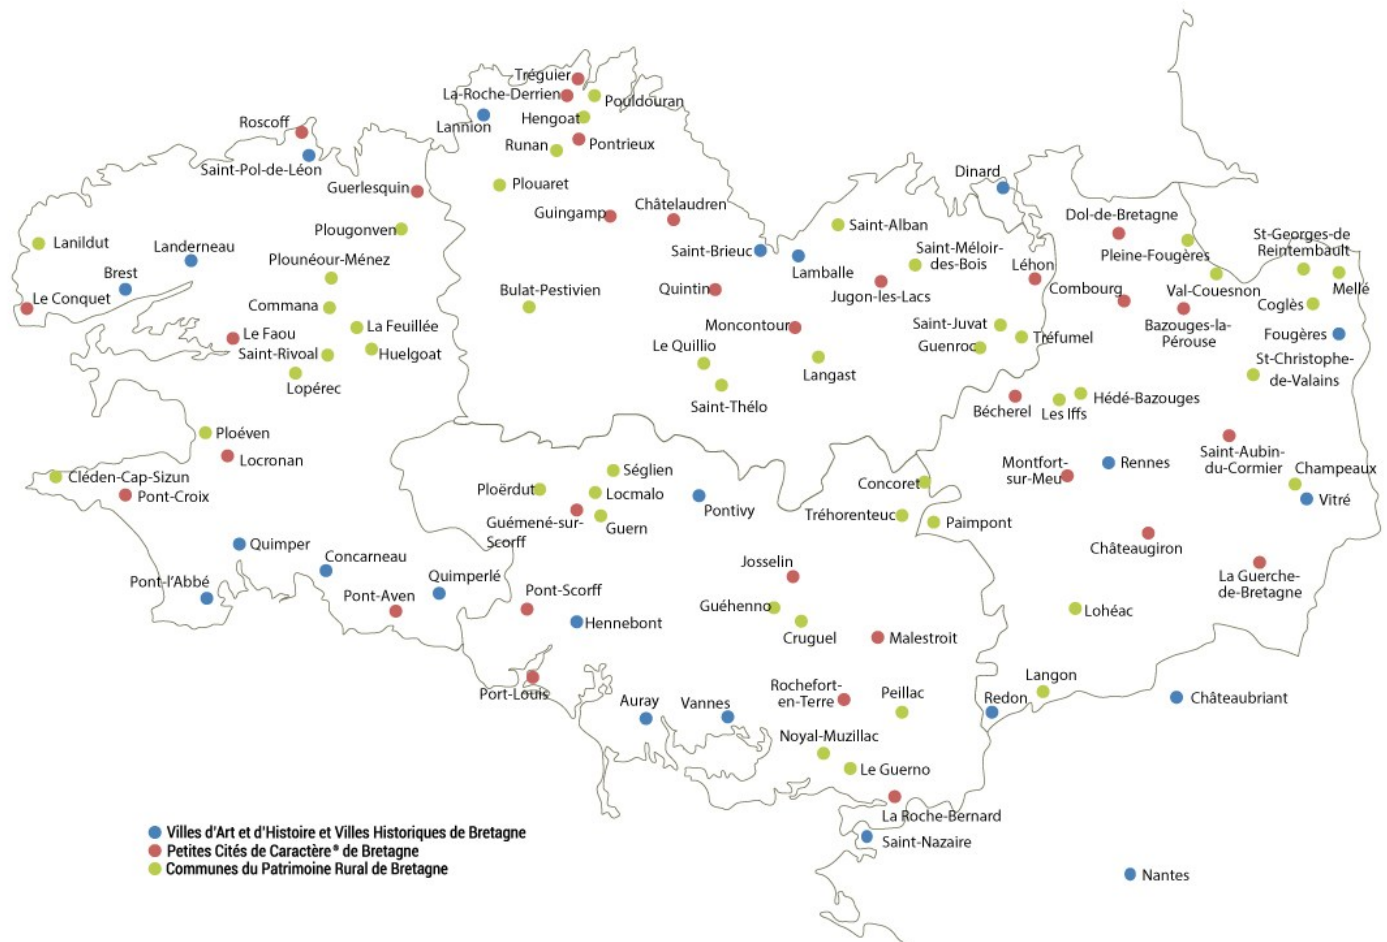 Tréguier
La-Roche-Derrien
Pouldouran
Lannion
Hengoat
Roscoff
Runan
Pontrieux
Saint-Pol-de-Léon
Dinard
Guerlesquin
Plouaret
Châtelaudren
Guingamp
Dol-de-Bretagne
Plougonven
Saint-Alban
Lanildut
Landerneau
Saint-Brieuc
Saint-Méloir-
des-Bois
Pleine-Fougères
St-Georges-de
Reintembault
Plounéour-Ménez
Lamballe
Léhon
Brest
Bulat-Pestivien
Quintin
Jugon-les-Lacs
Combourg
Val-Couesnon
Mellé
Le Conquet
Commana
Coglès
La Feuillée
Moncontour
Saint-Juvat
Bazouges-la-
Pérouse
Fougères
Le Faou
Tréfumel
Saint-Rivoal
Huelgoat
Le Quillio
Guenroc
St-Christophe-
de-Valains
Lopérec
Langast
Saint-Thélo
Bécherel
Les Iffs
Hédé-Bazouges
Ploéven
Locronan
Saint-Aubin-
du-Cormier
Montfort-
sur-Meu
Rennes
Champeaux
Cléden-Cap-Sizun
Séglien
Concoret
Pont-Croix
Ploërdut
Locmalo
Vitré
Pontivy
Tréhorenteuc
Paimpont
Guémené-sur-
Scorff
Guern
Quimper
Châteaugiron
Concarneau
Josselin
Pont-l'Abbé
Quimperlé
La Guerche-
de-Bretagne
Pont-Aven
Pont-Scorff
Guéhenno
Lohéac
Hennebont
Cruguel
Malestroit
Langon
Port-Louis
Rochefort-
en-Terre
Peillac
Auray
Vannes
Redon
Châteaubriant
Noyal-Muzillac
Le Guerno
La Roche-Bernard
Saint-Nazaire
Nantes
Villes d'Art et d'Histoire et Villes Historiques de Bretagne
Petites Cités de Caractère® de Bretagne
Communes du Patrimoine Rural de Bretagne